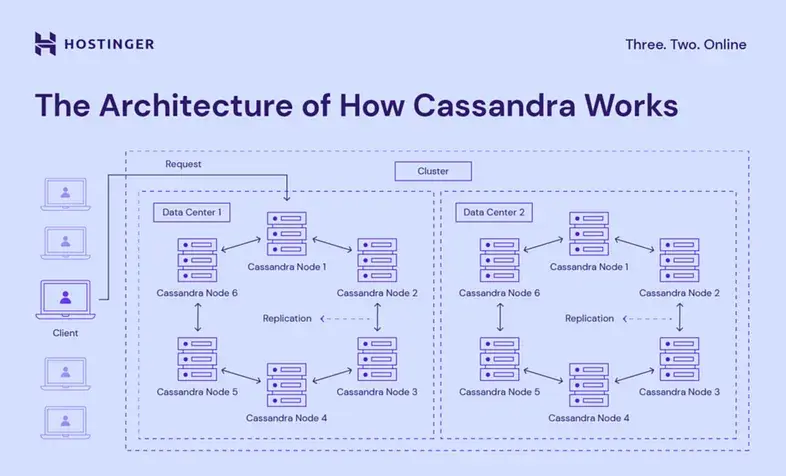 HOSTINGER
Three. Two. Online
The Architecture of How Cassandra Works
Request
Cluster
Data Center 1
Cassandra Node 1
Cassandra Node 6
Cassandra Node 2
Replication
Cassandra Node 5
Cassandra Node 3
Cassandra Node 4
Data Center 2
Cassandra Node 1
Cassandra Node 6
Cassandra Node 2
Replication
Cassandra Node 5
Cassandra Node 3
Cassandra Node 4
Client